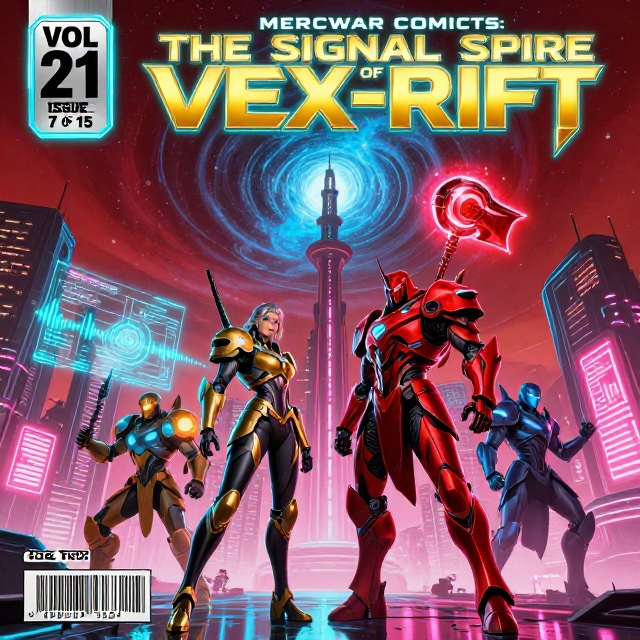 MERCWAR COMICTS:
THE SIGNAL SPIRE
OF
VEX-RIFT
VOL
21
ISSUE
7 OF 15